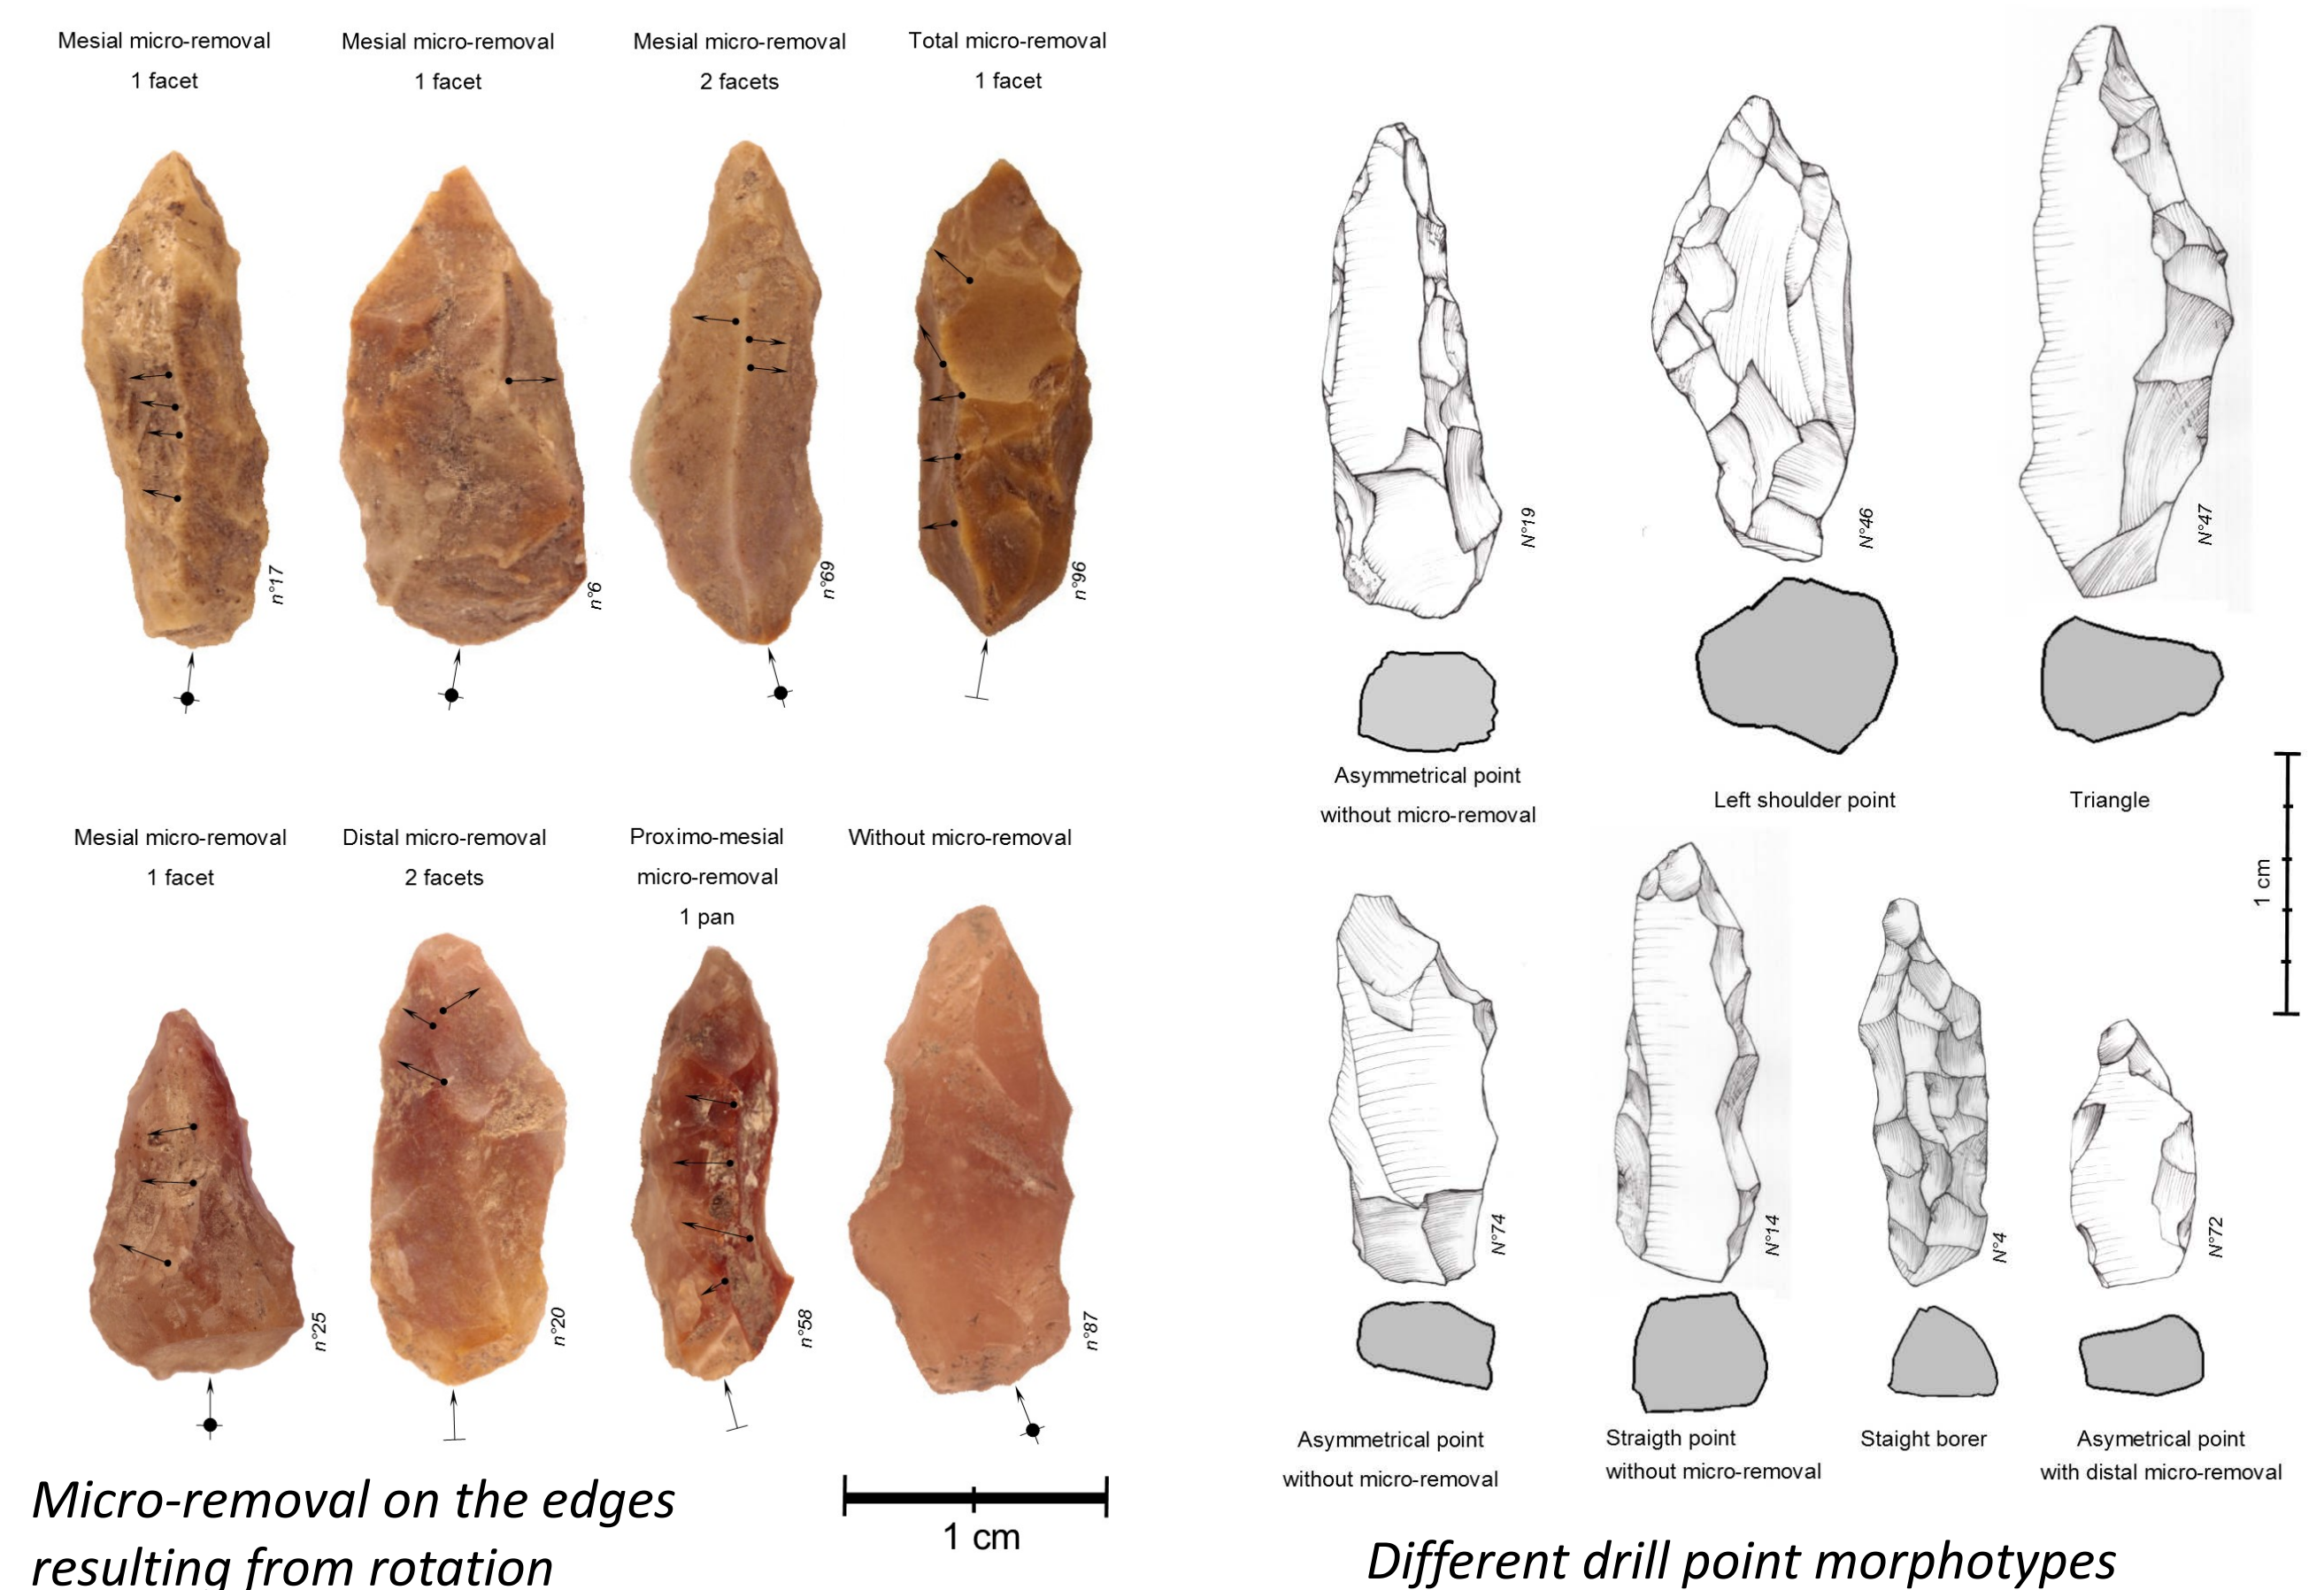 Mesial micro-removal
1 facet
Mesial micro-removal
1 facet
Mesial micro-removal
2 facets
Total micro-removal
1 facet
n°17
n°6
n°69
n°96
Mesial micro-removal
1 facet
Distal micro-removal
2 facets
Proximo-mesial
micro-removal
1 pan
Without micro-removal
n°25
n°20
n°58
n°87
Micro-removal on the edges
resulting from rotation
1 cm
N°19
N°46
N°47
Asymmetrical point
without micro-removal
Left shoulder point
Triangle
1 cm
N°74
N°14
N°4
N°72
Asymmetrical point
without micro-removal
Straigth point
without micro-removal
Staight borer
Asymetrical point
with distal micro-removal
Different drill point morphotypes